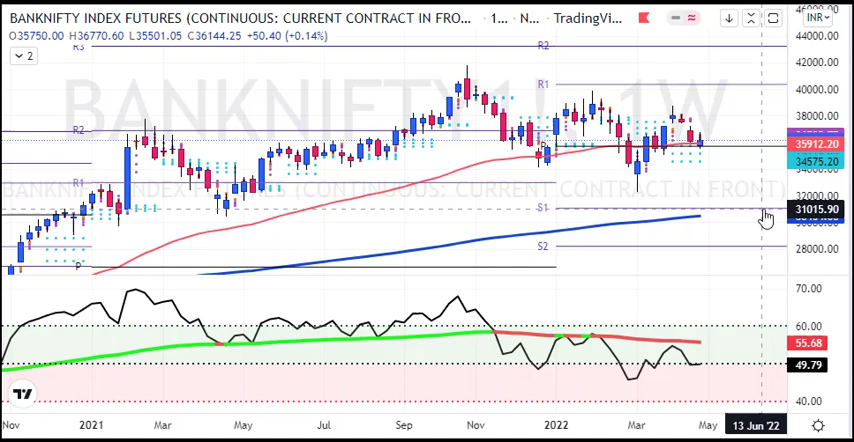 BANKNIFTY INDEX FUTURES (CONTINUOUS: CURRENT CONTRACT IN FRO... · 1... · N... · TradingVi...
INR
O35750.00 H36770.60 L35501.05 C36144.25 +50.40 (+0.14%)
2
BANKNIFTY1!, 1W
BANKNIFTY INDEX FUTURES (CONTINUOUS: CURRENT CONTRACT IN FRONT)
R3
R2
R1
P
R2
R1
P
S1
S2
46000.00
42000.00
40000.00
38000.00
35912.20
34575.20
32000.00
31015.90
28000.00
70.00
60.00
55.68
49.79
40.00
Nov 2021 Mar May Jul Sep Nov 2022 Mar May 13 Jun '22